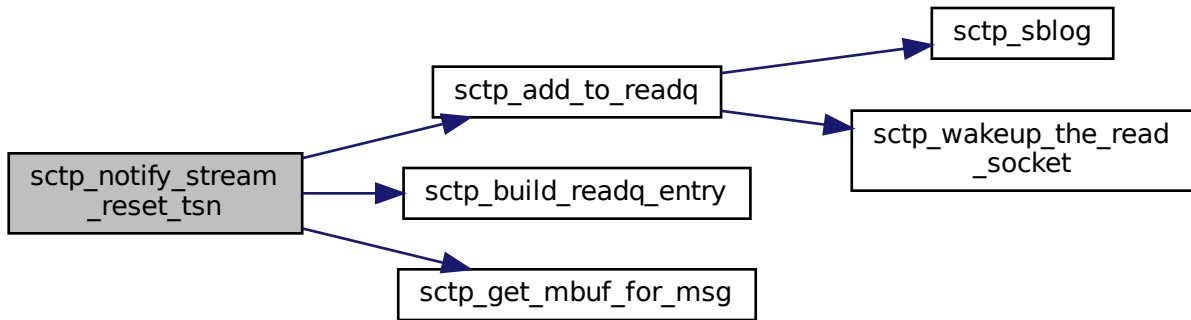 sctp_notify_stream
_reset_tsn
sctp_add_to_readq
sctp_sblog
sctp_wakeup_the_read
_socket
sctp_build_readq_entry
sctp_get_mbuf_for_msg